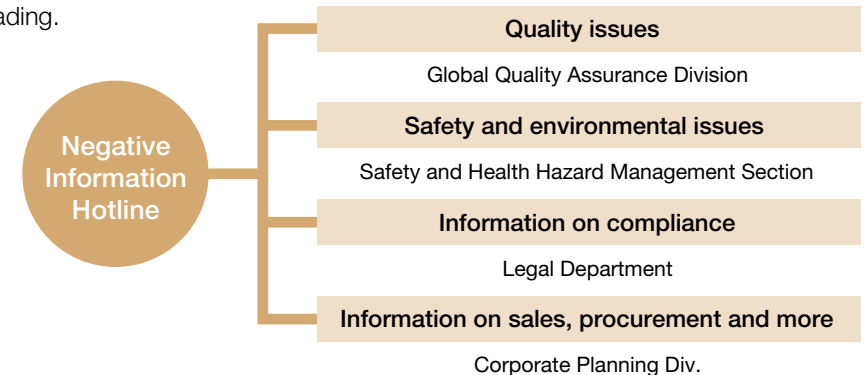 Negative
Information
Hotline
Quality issues
Global Quality Assurance Division
Safety and environmental issues
Safety and Health Hazard Management Section
Information on compliance
Legal Department
Information on sales, procurement and more
Corporate Planning Div.